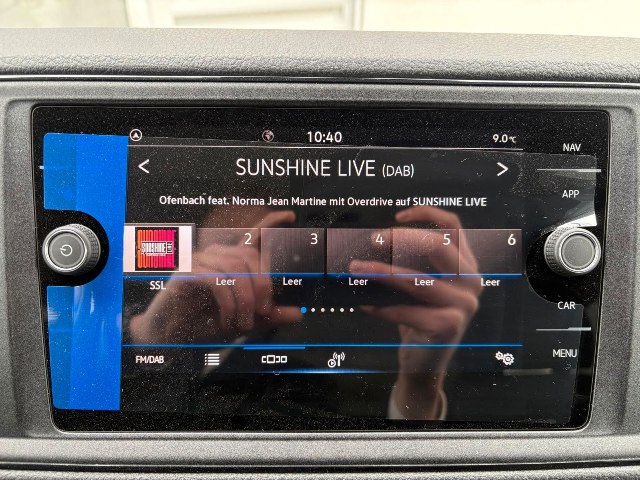 10:40
9.0°C
NAV
SUNSHINE LIVE (DAB)
APP
Ofenbach feat. Norma Jean Martine mit Overdrive auf SUNSHINE LIVE
SUNSHINE
2 3 4 5 6
SSL Leer Leer Leer Leer Leer
CAR
FM/DAB
MENU